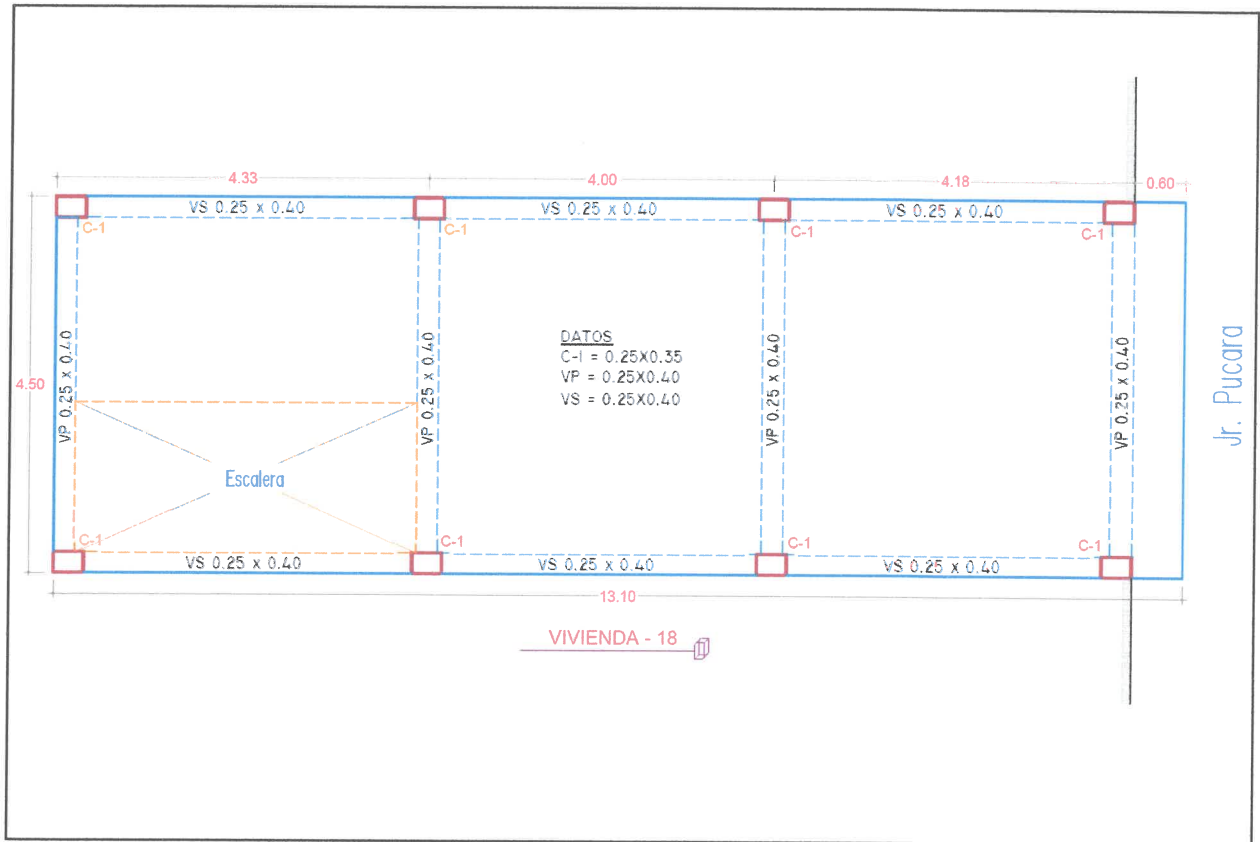 4.33
4.00
4.18
0.60
VS 0.25 x 0.40
VS 0.25 x 0.40
VS 0.25 x 0.40
C-1
C-1
C-1
C-1
4.50
VP 0.25 x 0.40
VP 0.25 x 0.40
DATOS
C-1 = 0.25X0.35
VP = 0.25X0.40
VS = 0.25X0.40
VP 0.25 x 0.40
VP 0.25 x 0.40
Jr. Pucara
Escalera
C-1
C-1
C-1
C-1
VS 0.25 x 0.40
VS 0.25 x 0.40
VS 0.25 x 0.40
13.10
VIVIENDA - 18